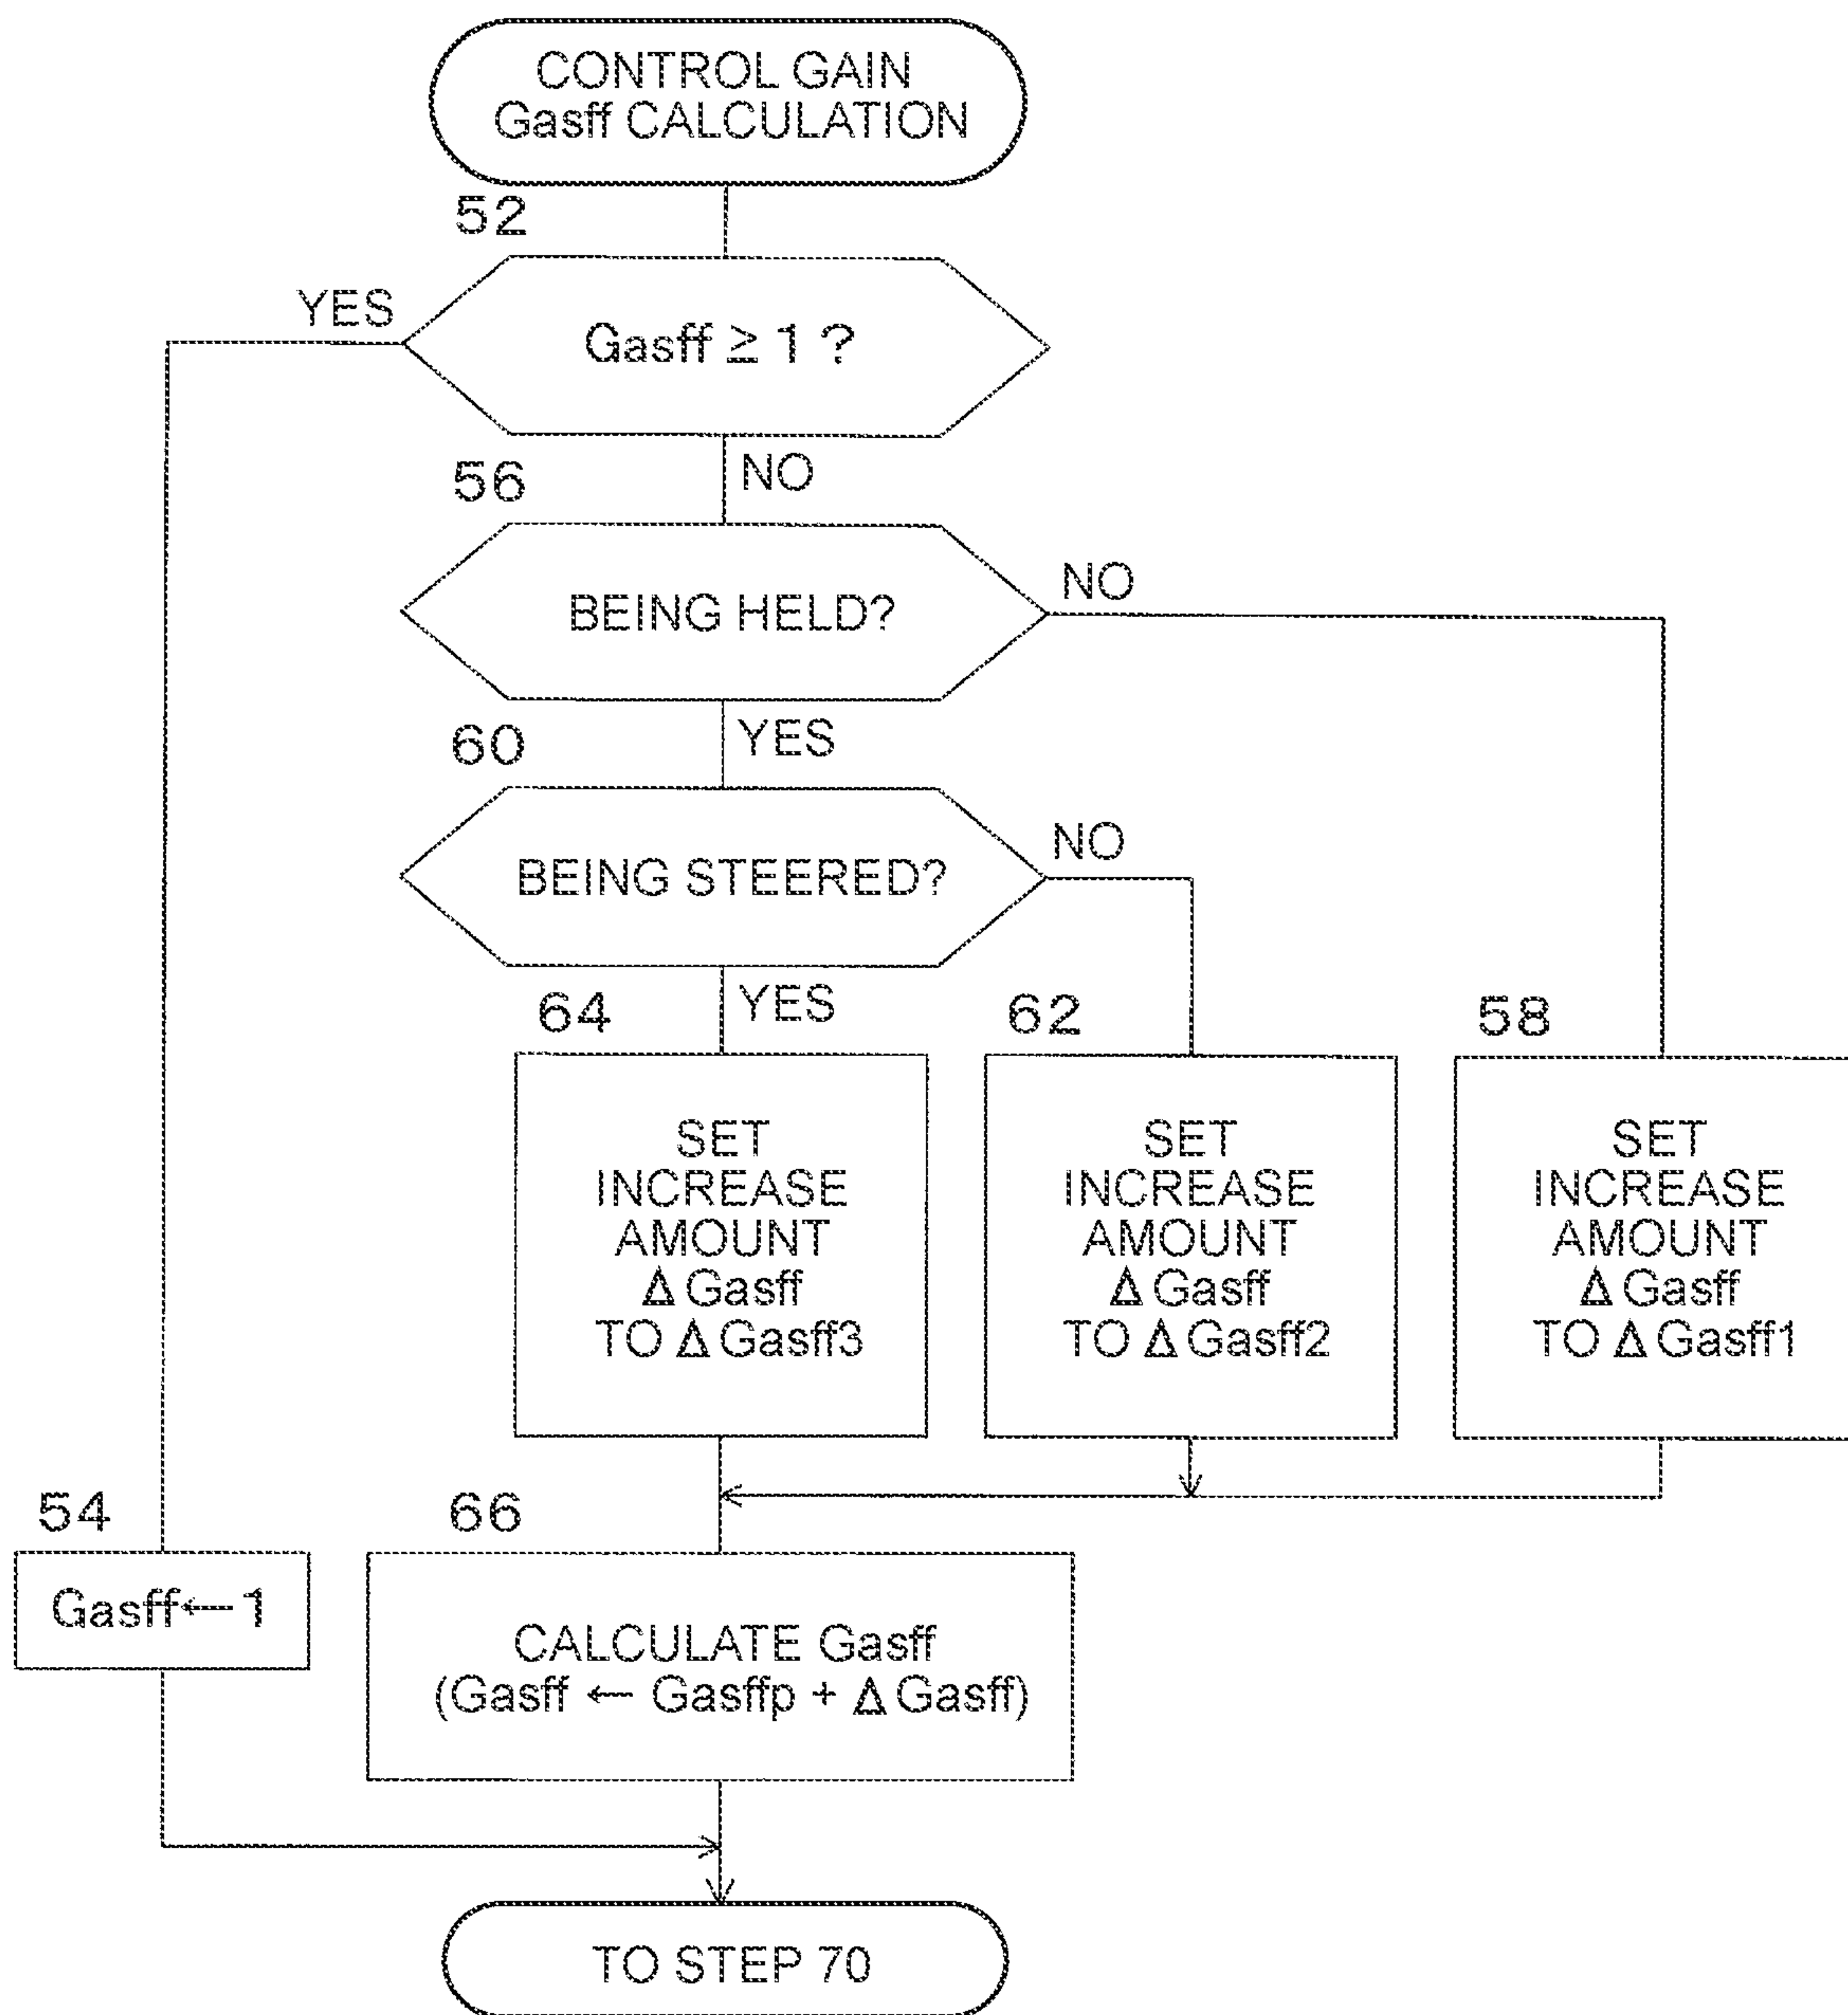 CONTROL GAIN
Gasff CALCULATION
52
YES
Gasff ≧ 1 ?
NO
56
BEING HELD?
NO
YES
60
BEING STEERED?
NO
YES
64
SET
INCREASE
AMOUNT
Δ Gasff
TO Δ Gasff3
62
SET
INCREASE
AMOUNT
Δ Gasff
TO Δ Gasff2
58
SET
INCREASE
AMOUNT
Δ Gasff
TO Δ Gasff1
54
Gasff←1
66
CALCULATE Gasff
(Gasff ← Gasffp + Δ Gasff)
TO STEP 70